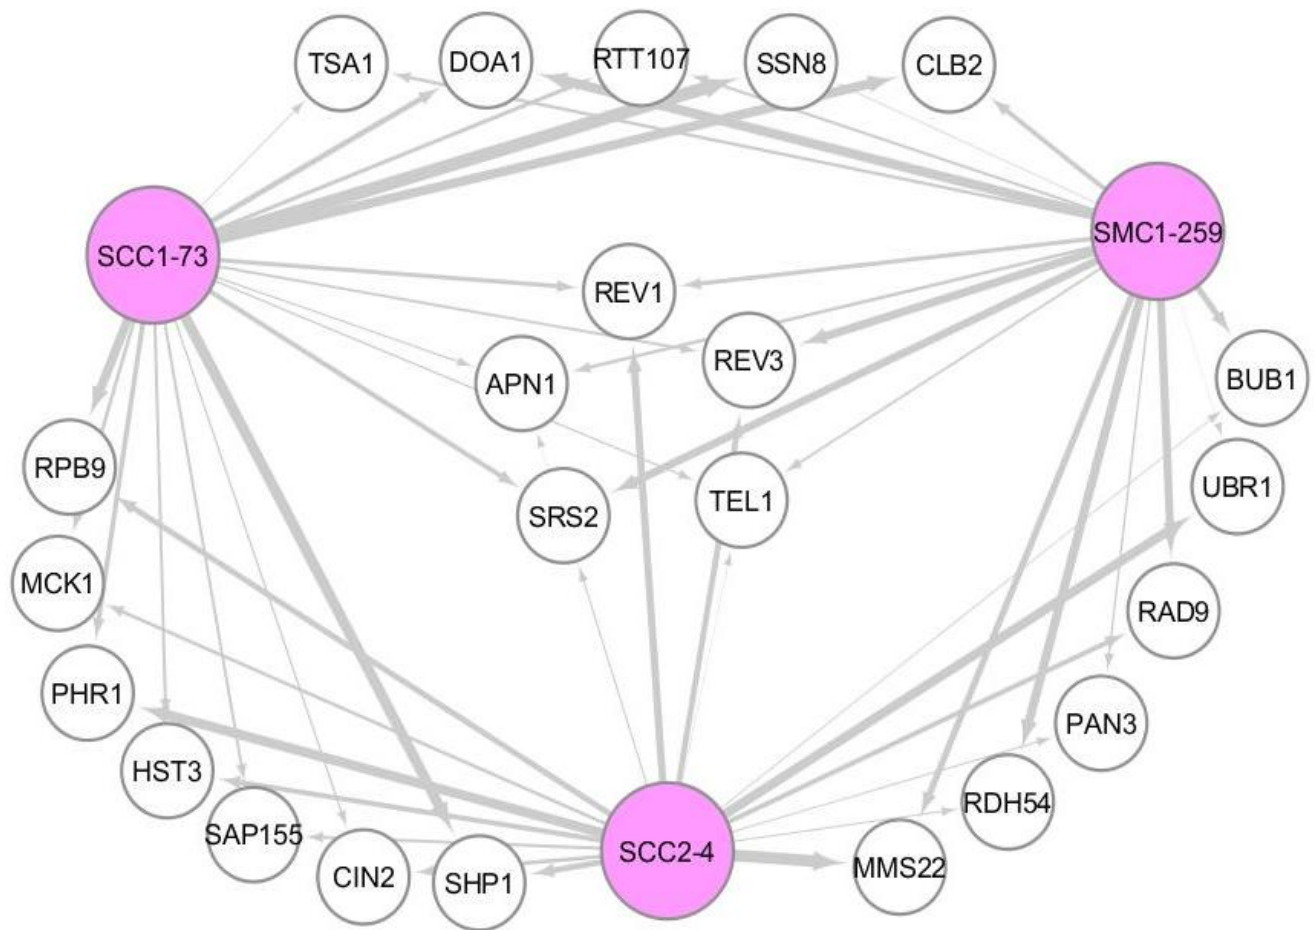 TSA1
DOA1
RTT107
SSN8
CLB2
SCC1-73
SMC1-259
REV1
REV3
APN1
BUB1
RPB9
UBR1
SRS2
TEL1
MCK1
RAD9
PHR1
PAN3
HST3
RDH54
SAP155
SCC2-4
MMS22
CIN2
SHP1